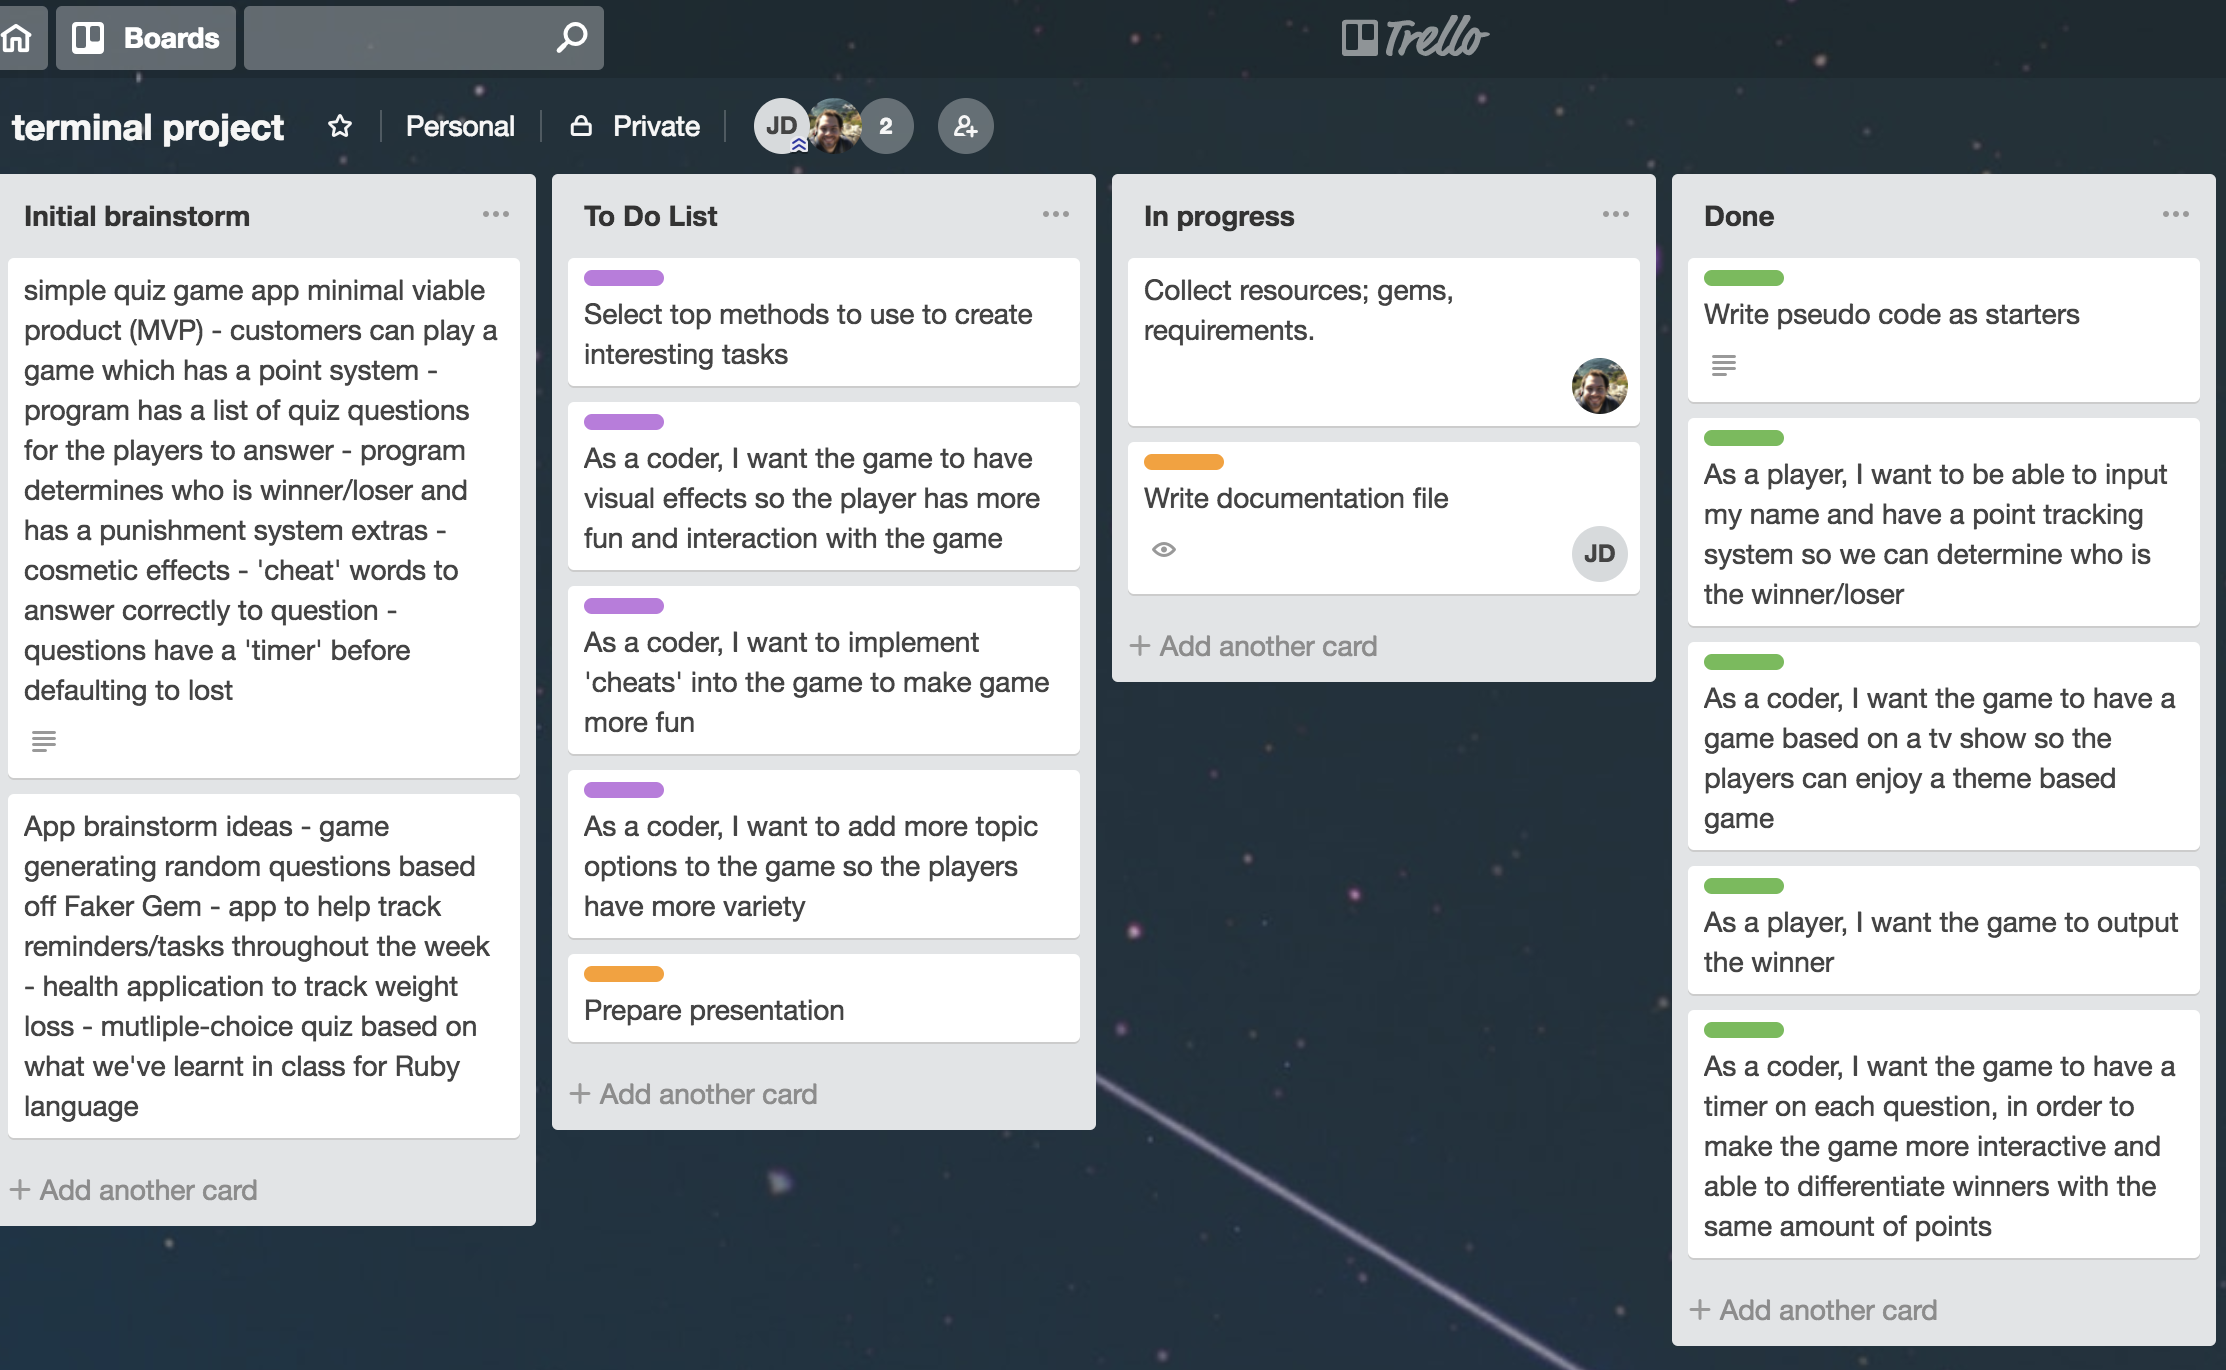 Boards
Trello
terminal project
Personal
Private
JD
2
Initial brainstorm
simple quiz game app minimal viable
product (MVP) - customers can play a
game which has a point system -
program has a list of quiz questions
for the players to answer - program
determines who is winner/loser and
has a punishment system extras -
cosmetic effects - 'cheat' words to
answer correctly to question -
questions have a 'timer' before
defaulting to lost
App brainstorm ideas - game
generating random questions based
off Faker Gem - app to help track
reminders/tasks throughout the week
- health application to track weight
loss - mutliple-choice quiz based on
what we've learnt in class for Ruby
language
+ Add another card
To Do List
Select top methods to use to create
interesting tasks
As a coder, I want the game to have
visual effects so the player has more
fun and interaction with the game
As a coder, I want to implement
'cheats' into the game to make game
more fun
As a coder, I want to add more topic
options to the game so the players
have more variety
Prepare presentation
+ Add another card
In progress
Collect resources; gems,
requirements.
Write documentation file
JD
+ Add another card
Done
Write pseudo code as starters
As a player, I want to be able to input
my name and have a point tracking
system so we can determine who is
the winner/loser
As a coder, I want the game to have a
game based on a tv show so the
players can enjoy a theme based
game
As a player, I want the game to output
the winner
As a coder, I want the game to have a
timer on each question, in order to
make the game more interactive and
able to differentiate winners with the
same amount of points
+ Add another card